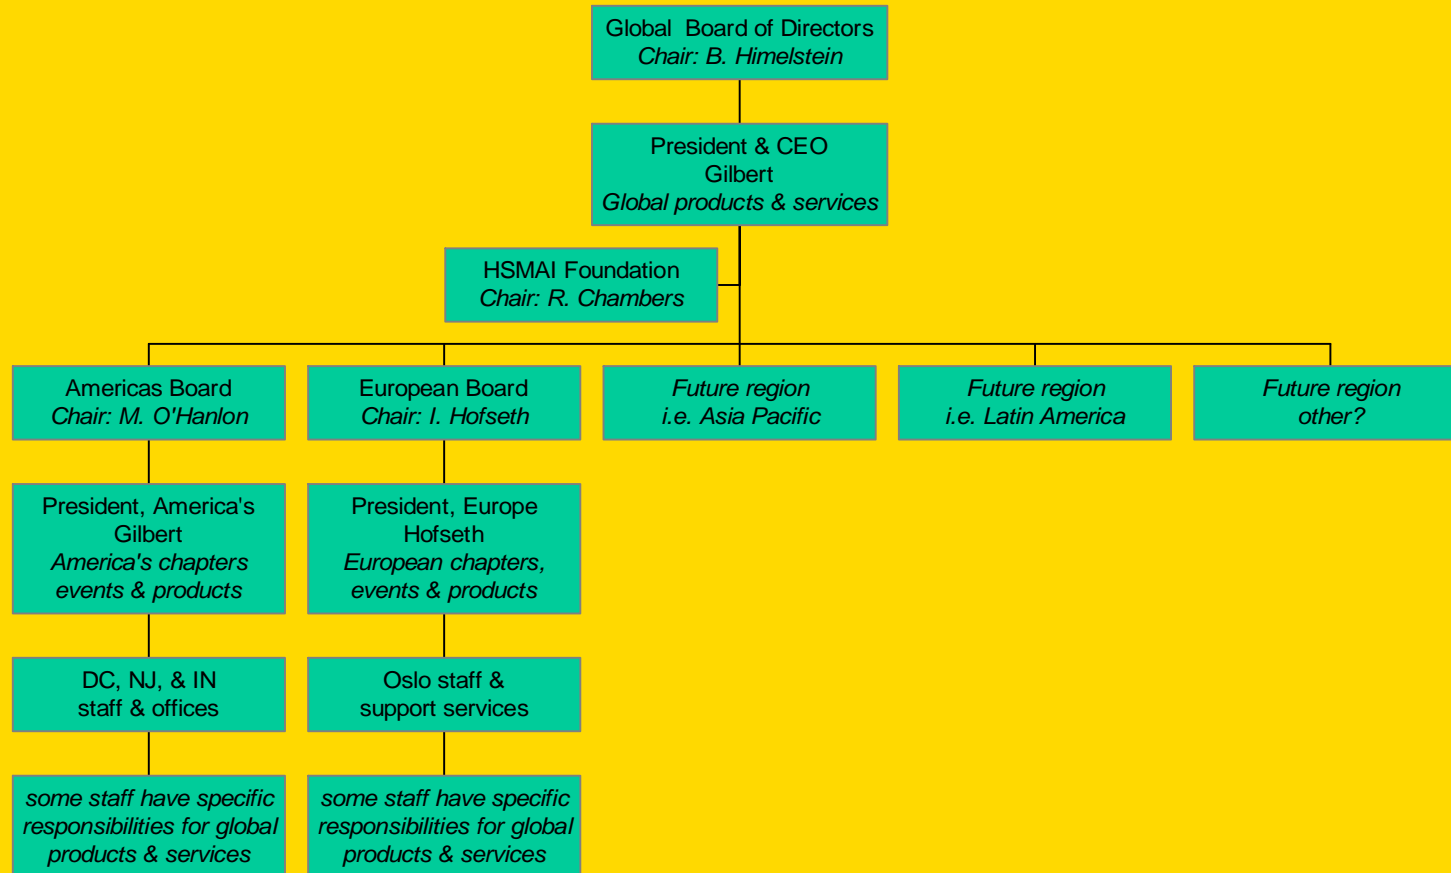 Global  Board of Directors
Chair: B. Himelstein
President & CEO
Gilbert
Global products & services
HSMAI Foundation
Chair: R. Chambers
Americas Board
Chair: M. O'Hanlon
European Board
Chair: I. Hofseth
Future region
i.e. Asia Pacific
Future region
i.e. Latin America
Future region
other?
President, America's
Gilbert
America's chapters
events & products
President, Europe
Hofseth
European chapters,
events & products
DC, NJ, & IN
staff & offices
Oslo staff &
support services
some staff have specific
responsibilities for global
products & services
some staff have specific
responsibilities for global
products & services